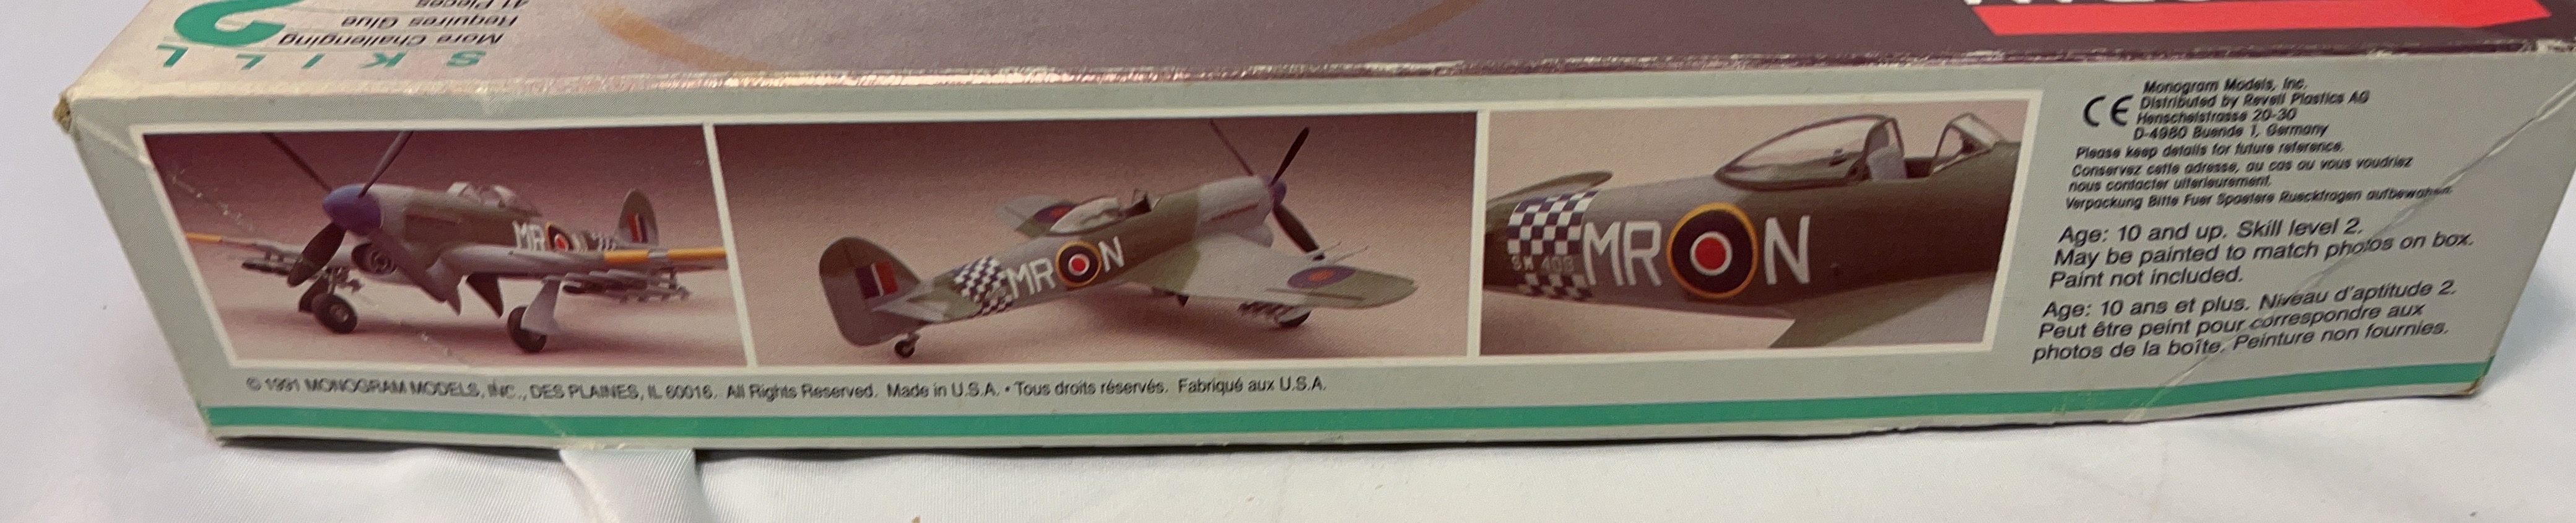 SKILL 2
More Challenging
Requires Glue
41 Pieces
MR N
MR N
SW 409 MR N
CE
Monogram Models, Inc.
Distributed by Revell Plastics AG
Henschelstrasse 20-30
D-4980 Buende 1, Germany
Please keep details for future reference.
Conservez cette adresse, au cas ou vous voudriez
nous contacter ulterieurement.
Verpackung Bitte Fuer Spaetere Rueckfragen aufbewahren.
Age: 10 and up. Skill level 2.
May be painted to match photos on box.
Paint not included.
Age: 10 ans et plus. Niveau d'aptitude 2.
Peut être peint pour correspondre aux
photos de la boîte. Peinture non fournies.
© 1991 MONOGRAM MODELS, INC., DES PLAINES, IL 60016. All Rights Reserved. Made in U.S.A. • Tous droits réservés. Fabriqué aux U.S.A.